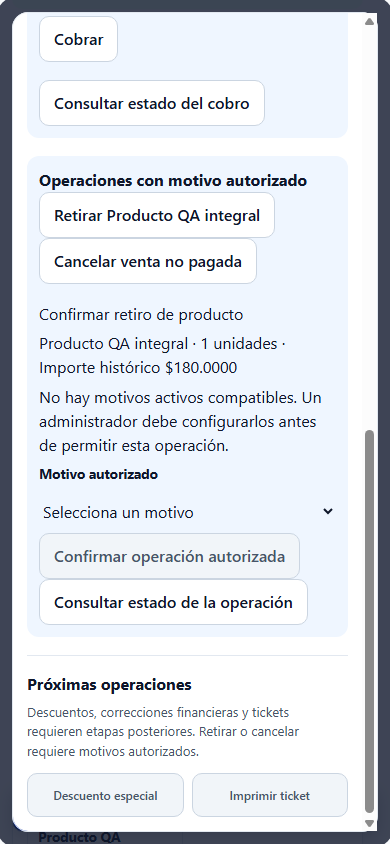 Cobrar
Consultar estado del cobro
Operaciones con motivo autorizado
Retirar Producto QA integral
Cancelar venta no pagada
Confirmar retiro de producto
Producto QA integral · 1 unidades ·
Importe histórico $180.0000
No hay motivos activos compatibles. Un
administrador debe configurarlos antes
de permitir esta operación.
Motivo autorizado
Selecciona un motivo
Confirmar operación autorizada
Consultar estado de la operación
Próximas operaciones
Descuentos, correcciones financieras y tickets
requieren etapas posteriores. Retirar o cancelar
requiere motivos autorizados.
Descuento especial
Imprimir ticket
Producto QA